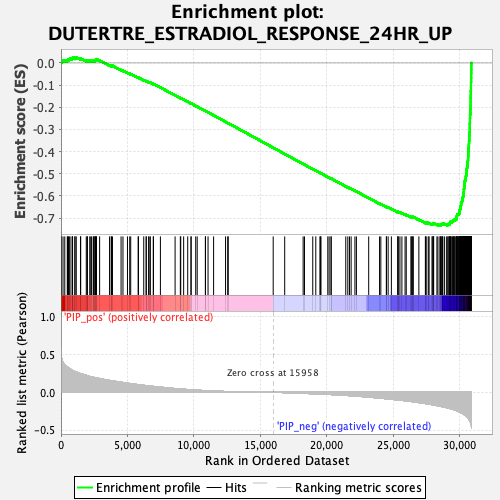 Enrichment plot:
DUTERTRE_ESTRADIOL_RESPONSE_24HR_UP
Enrichment score (ES)
0.0
-0.1
-0.2
-0.3
-0.4
-0.5
-0.6
-0.7
Ranked list metric (Pearson)
1.0
0.5
0.0
-0.5
'PIP_pos' (positively correlated)
Zero cross at 15958
'PIP_neg' (negatively correlated)
0
5,000
10,000
15,000
20,000
25,000
30,000
Rank in Ordered Dataset
Enrichment profile
Hits
Ranking metric scores